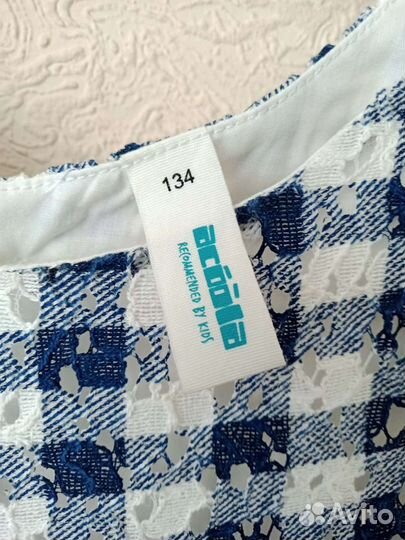 134
acoola
RECOMMENDED BY KIDS
Avito